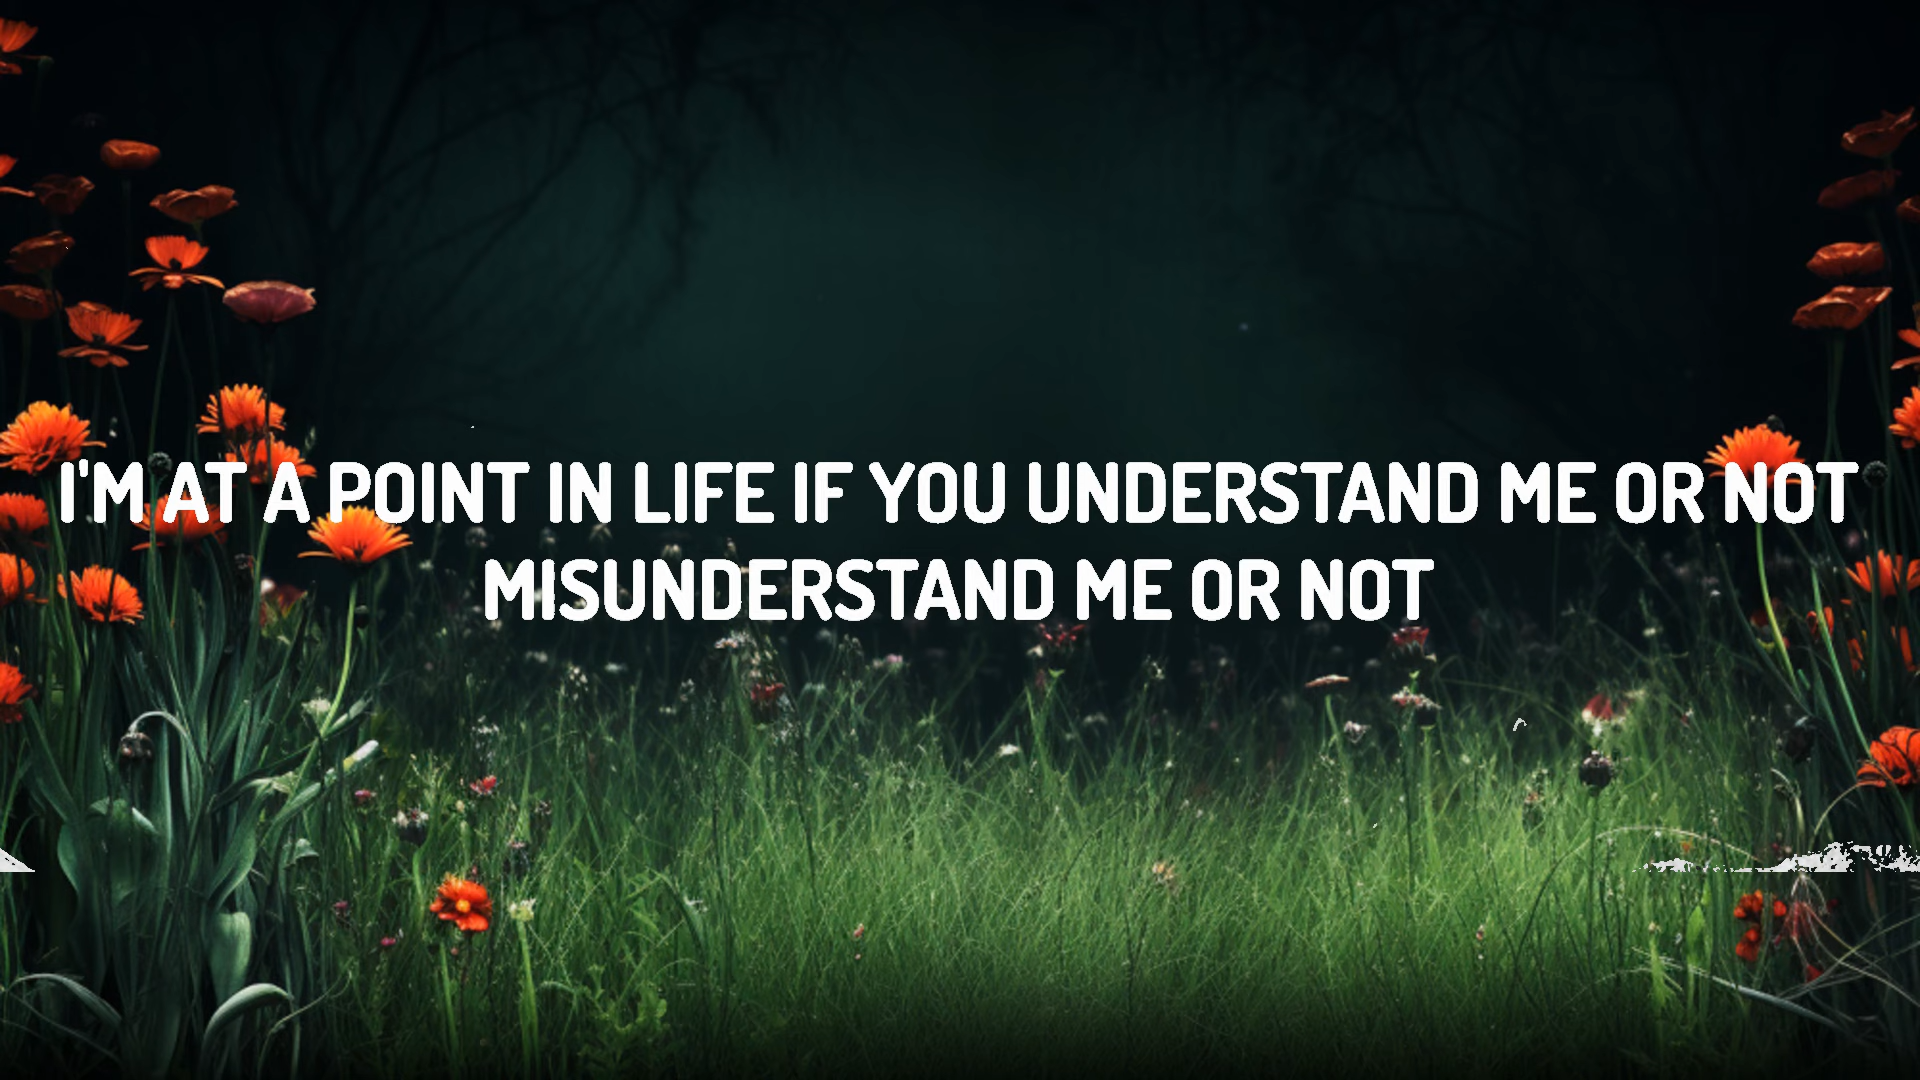 I'M AT A POINT IN LIFE IF YOU UNDERSTAND ME OR NOT
MISUNDERSTAND ME OR NOT